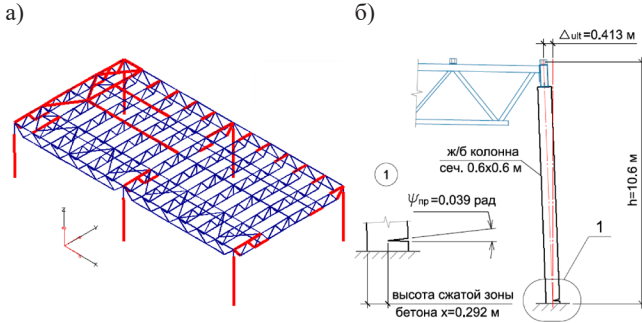 а)
б)
Z
Y
X
Δult=0.413 м
ж/б колонна
сеч. 0.6х0.6 м
h=10.6 м
1
ψпр=0.039 рад
1
высота сжатой зоны
бетона x=0.292 м